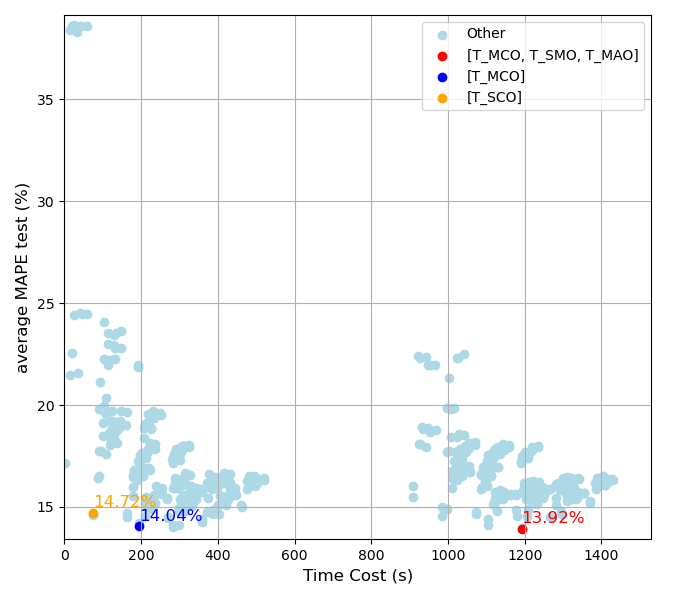 Other
[T_MCO, T_SMO, T_MAO]
[T_MCO]
[T_SCO]
average MAPE test (%)
35
30
25
20
15
14.72%
14.04%
13.92%
0 200 400 600 800 1000 1200 1400
Time Cost (s)